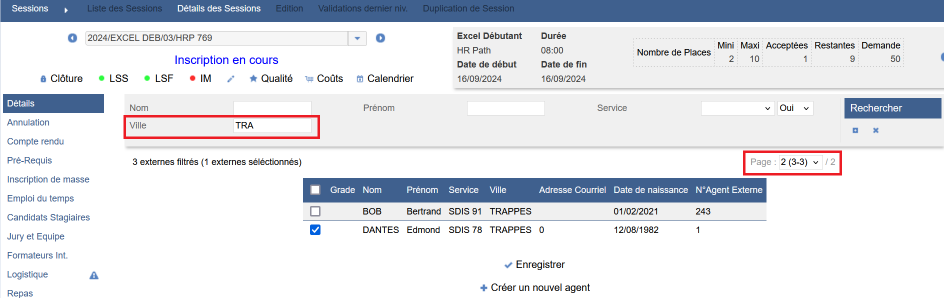 Sessions Liste des Sessions Détails des Sessions Edition Validations dernier niv. Duplication de Session
2024/EXCEL DEB/03/HRP 769
Inscription en cours
Clôture LSS LSF IM Qualité Coûts Calendrier
Excel Débutant Durée
HR Path 08:00
Date de début Date de fin
16/09/2024 16/09/2024
Mini Maxi Acceptées Restantes Demande
Nombre de Places 2 10 1 9 50
Détails
Annulation
Compte rendu
Pré-Requis
Inscription de masse
Emploi du temps
Candidats Stagiaires
Jury et Equipe
Formateurs Int.
Logistique
Repas
Nom Prénom Service Oui
Ville TRA
Rechercher
3 externes filtrés (1 externes séléctionnés)
Page : 2 (3-3) / 2
Grade Nom Prénom Service Ville Adresse Courriel Date de naissance N°Agent Externe
BOB Bertrand SDIS 91 TRAPPES 01/02/2021 243
DANTES Edmond SDIS 78 TRAPPES 0 12/08/1982 1
Enregistrer
Créer un nouvel agent